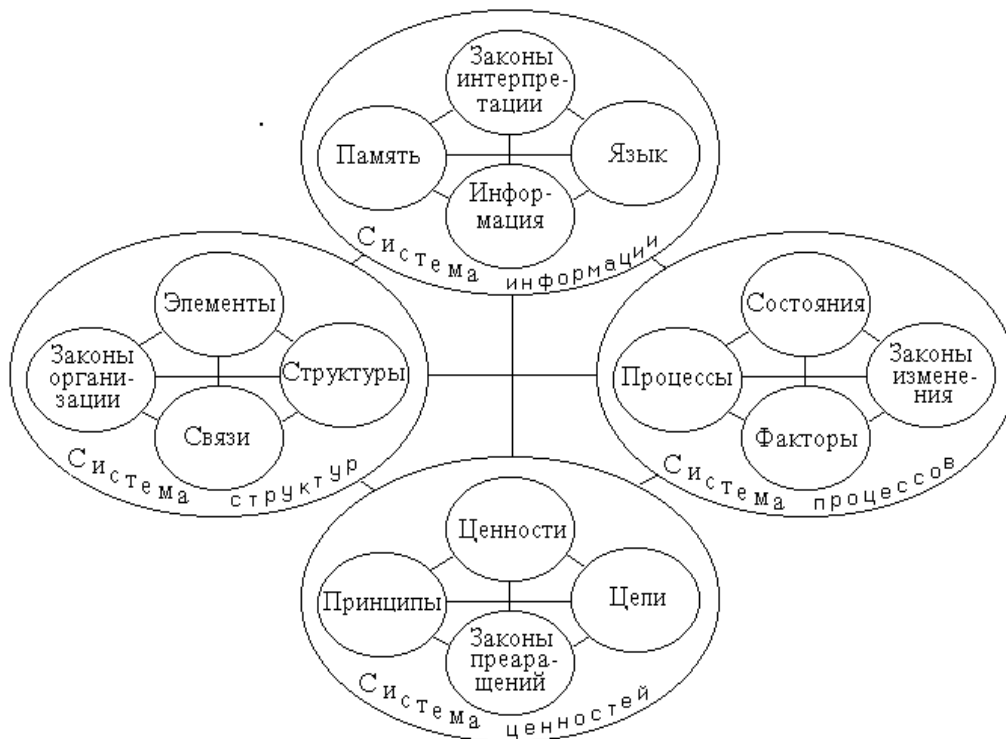 Законы
интерпре-
тации
Память
Язык
Инфор-
мация
Система информации
Элементы
Законы
органи-
зации
Структуры
Связи
Система структур
Состояния
Процессы
Законы
измене-
ния
Факторы
Система процессов
Ценности
Принципы
Цели
Законы
преара-
щений
Система ценностей